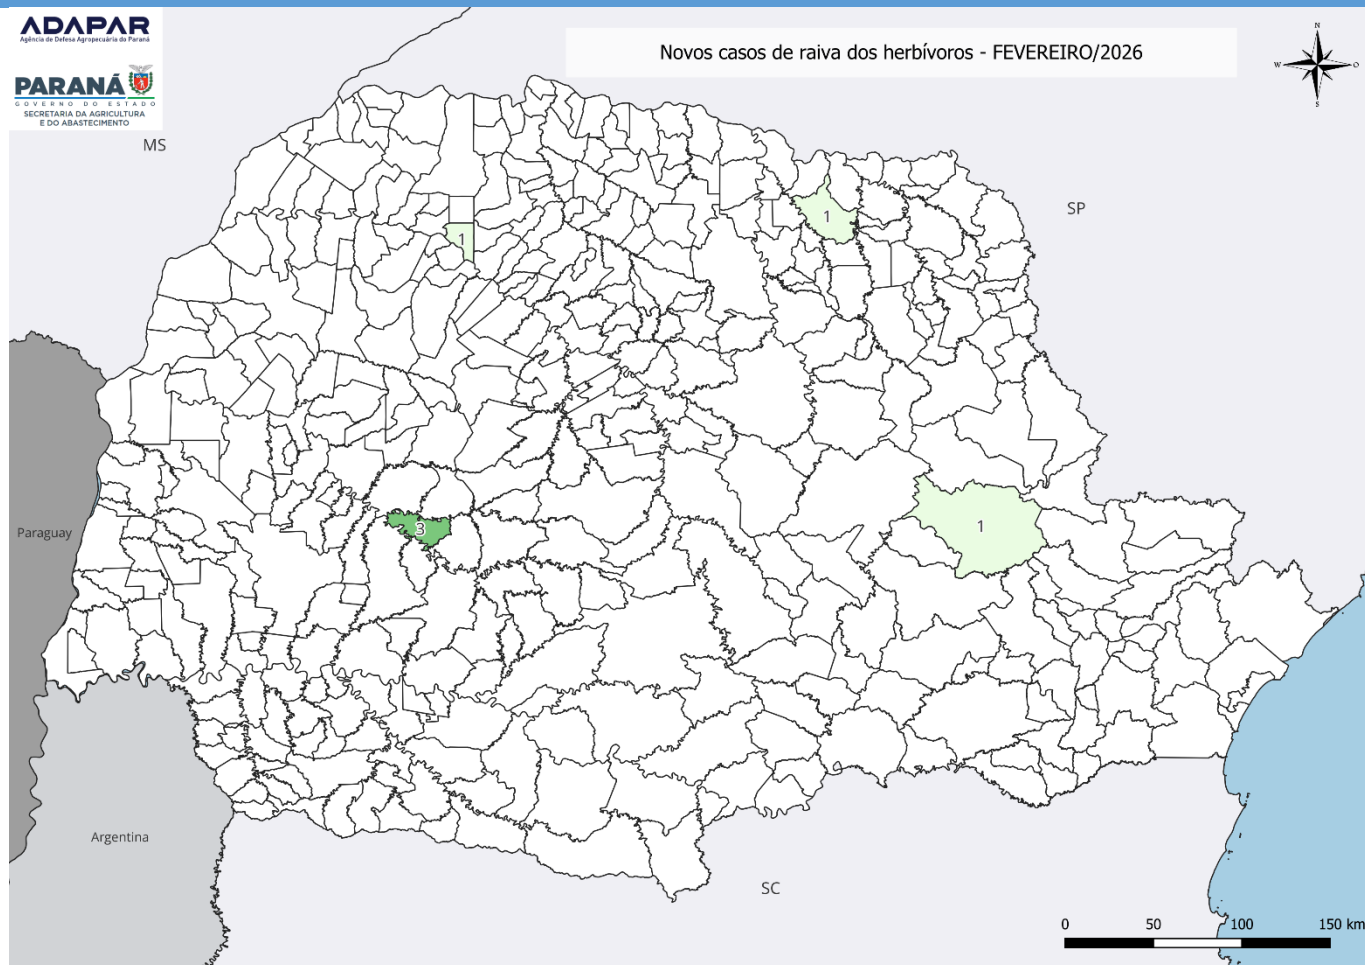 ADAPAR
Agência de Defesa Agropecuária do Paraná
PARANÁ
GOVERNO DO ESTADO
SECRETARIA DA AGRICULTURA
E DO ABASTECIMENTO
Novos casos de raiva dos herbívoros - FEVEREIRO/2026
N
W
O
S
MS
SP
1
1
3
1
Paraguay
Argentina
SC
0 50 100 150 km